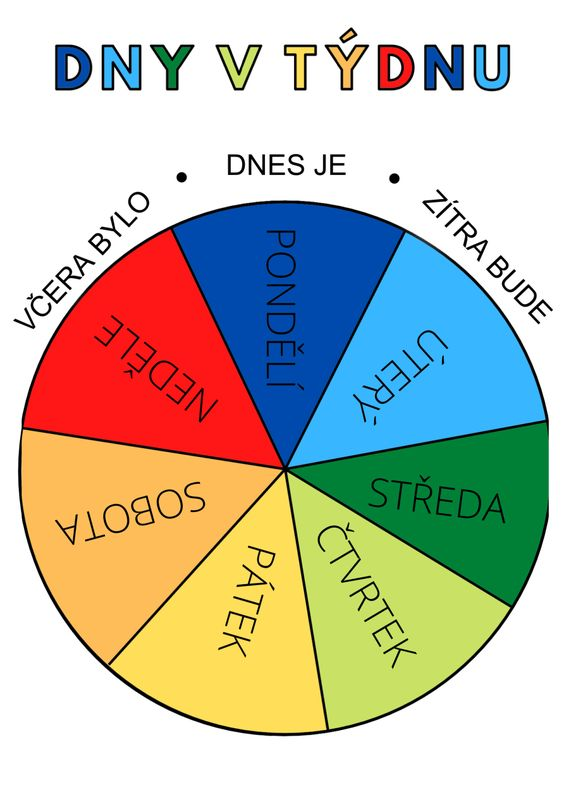 DNY V TÝDNU
VČERA BYLO • DNES JE • ZÍTRA BUDE
PONDĚLÍ
ÚTERÝ
STŘEDA
ČTVRTEK
PÁTEK
SOBOTA
NEDĚLE